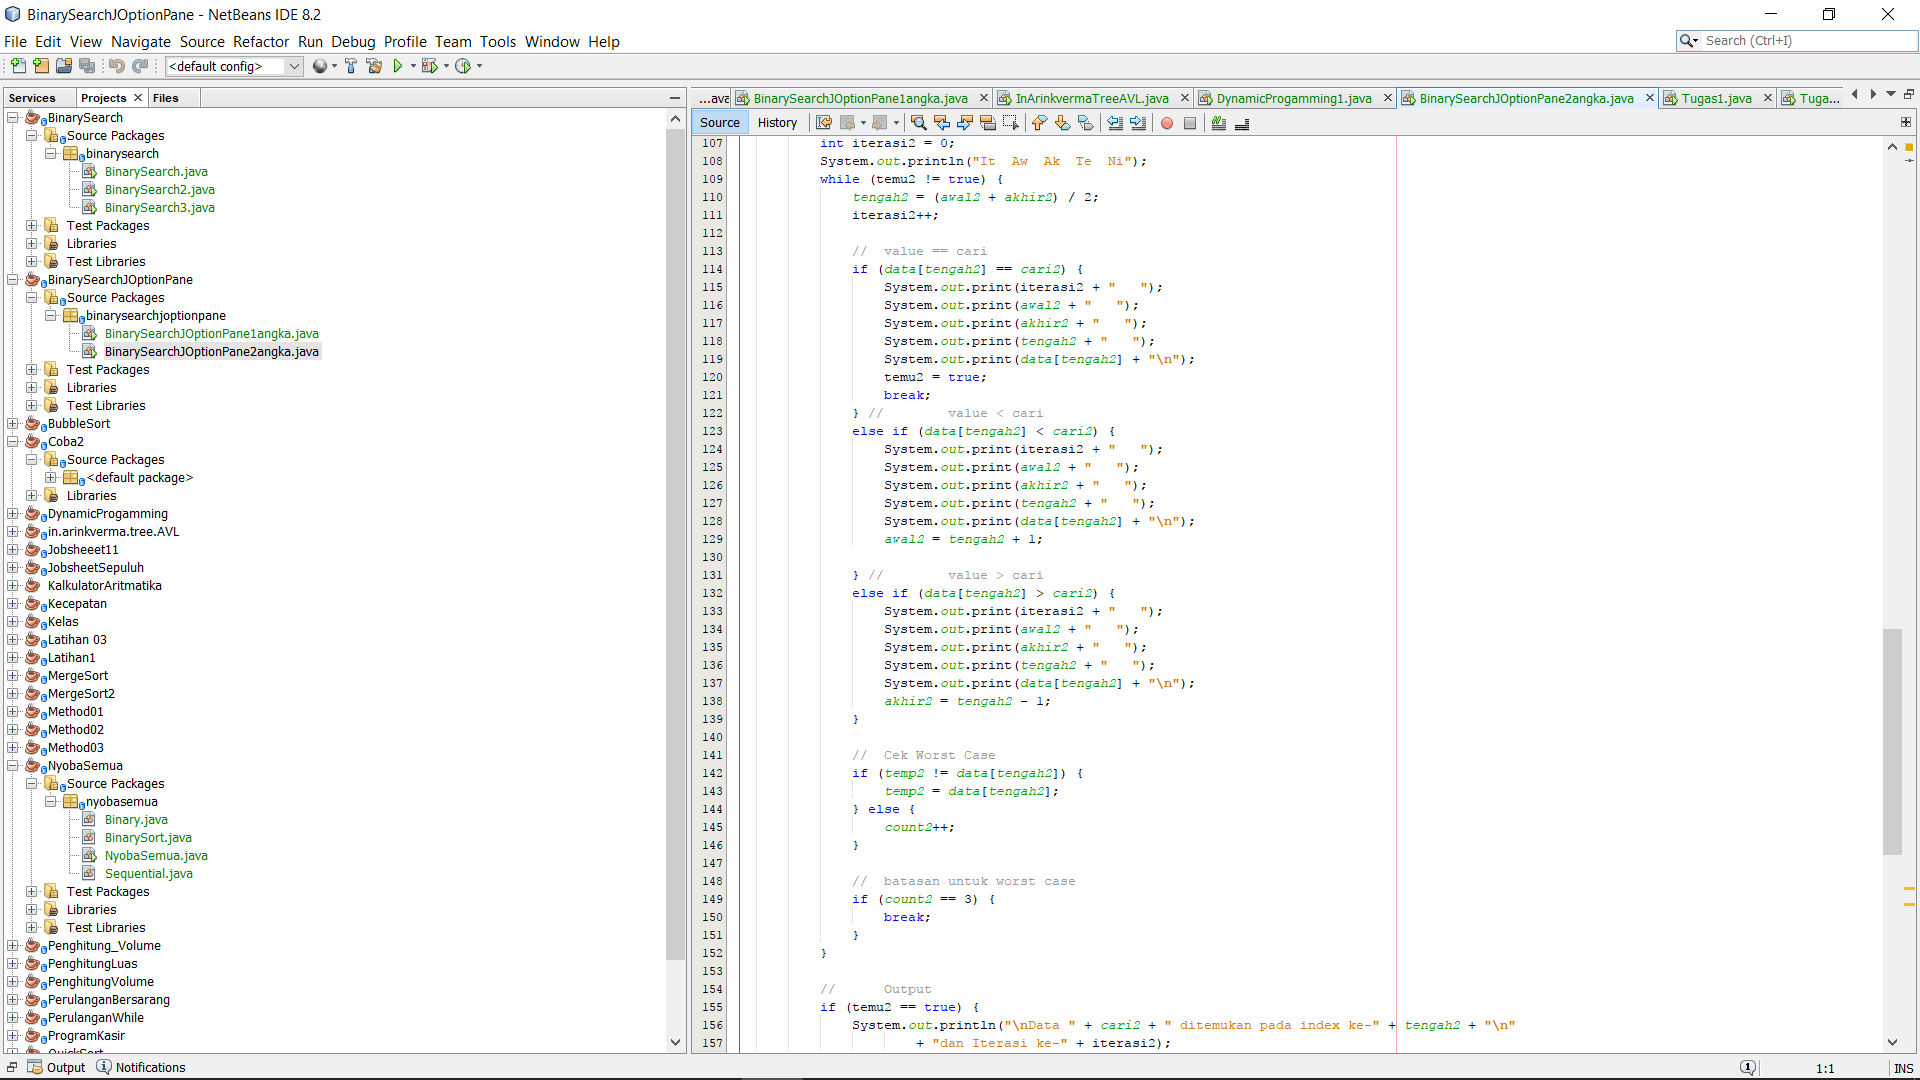 BinarySearchJOptionPane - NetBeans IDE 8.2
File Edit View Navigate Source Refactor Run Debug Profile Team Tools Window Help
Search (Ctrl+I)
<default config>
Services Projects Files
BinarySearch
Source Packages
binarysearch
BinarySearch.java
BinarySearch2.java
BinarySearch3.java
Test Packages
Libraries
Test Libraries
BinarySearchJOptionPane
Source Packages
binarysearchjoptionpane
BinarySearchJOptionPane1angka.java
BinarySearchJOptionPane2angka.java
Test Packages
Libraries
Test Libraries
BubbleSort
Coba2
Source Packages
<default package>
Libraries
DynamicProgamming
in.arinkverma.tree.AVL
Jobsheeet11
JobsheetSepuluh
KalkulatorAritmatika
Kecepatan
Kelas
Latihan 03
Latihan1
MergeSort
MergeSort2
Method01
Method02
Method03
NyobaSemua
Source Packages
nyobasemua
Binary.java
BinarySort.java
NyobaSemua.java
Sequential.java
Test Packages
Libraries
Test Libraries
Penghitung_Volume
PenghitungLuas
PenghitungVolume
PerulanganBersarang
PerulanganWhile
ProgramKasir
QuickSort
...ava BinarySearchJOptionPane1angka.java InArinkvermaTreeAVL.java DynamicProgamming1.java BinarySearchJOptionPane2angka.java Tugas1.java Tuga...
Source History
107 int iterasi2 = 0;
108 System.out.println("It  Aw  Ak  Te  Ni");
109 while (temu2 != true) {
110 tengah2 = (awal2 + akhir2) / 2;
111 iterasi2++;
112
113 //  value == cari
114 if (data[tengah2] == cari2) {
115 System.out.print(iterasi2 + "   ");
116 System.out.print(awal2 + "   ");
117 System.out.print(akhir2 + "   ");
118 System.out.print(tengah2 + "   ");
119 System.out.print(data[tengah2] + "\n");
120 temu2 = true;
121 break;
122 } //        value < cari
123 else if (data[tengah2] < cari2) {
124 System.out.print(iterasi2 + "   ");
125 System.out.print(awal2 + "   ");
126 System.out.print(akhir2 + "   ");
127 System.out.print(tengah2 + "   ");
128 System.out.print(data[tengah2] + "\n");
129 awal2 = tengah2 + 1;
130
131 } //        value > cari
132 else if (data[tengah2] > cari2) {
133 System.out.print(iterasi2 + "   ");
134 System.out.print(awal2 + "   ");
135 System.out.print(akhir2 + "   ");
136 System.out.print(tengah2 + "   ");
137 System.out.print(data[tengah2] + "\n");
138 akhir2 = tengah2 - 1;
139 }
140
141 //  Cek Worst Case
142 if (temp2 != data[tengah2]) {
143 temp2 = data[tengah2];
144 } else {
145 count2++;
146 }
147
148 //  batasan untuk worst case
149 if (count2 == 3) {
150 break;
151 }
152 }
153
154 //      Output
155 if (temu2 == true) {
156 System.out.println("\nData " + cari2 + " ditemukan pada index ke-" + tengah2 + "\n"
157 + "dan Iterasi ke-" + iterasi2);
Output Notifications
1:1 INS